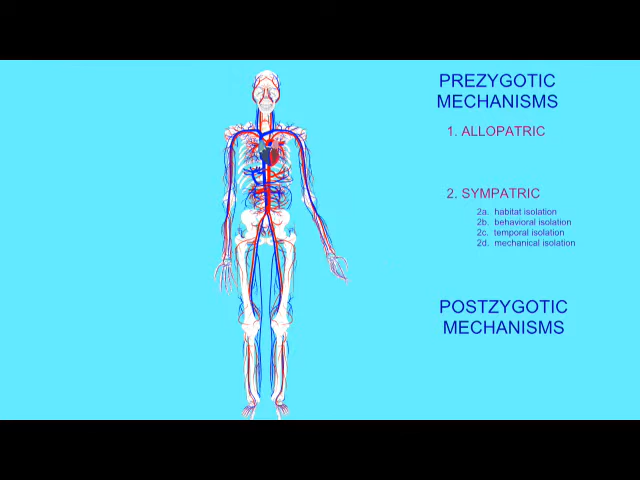 PREZYGOTIC
MECHANISMS
1. ALLOPATRIC
2. SYMPATRIC
2a. habitat isolation
2b. behavioral isolation
2c. temporal isolation
2d. mechanical isolation
POSTZYGOTIC
MECHANISMS